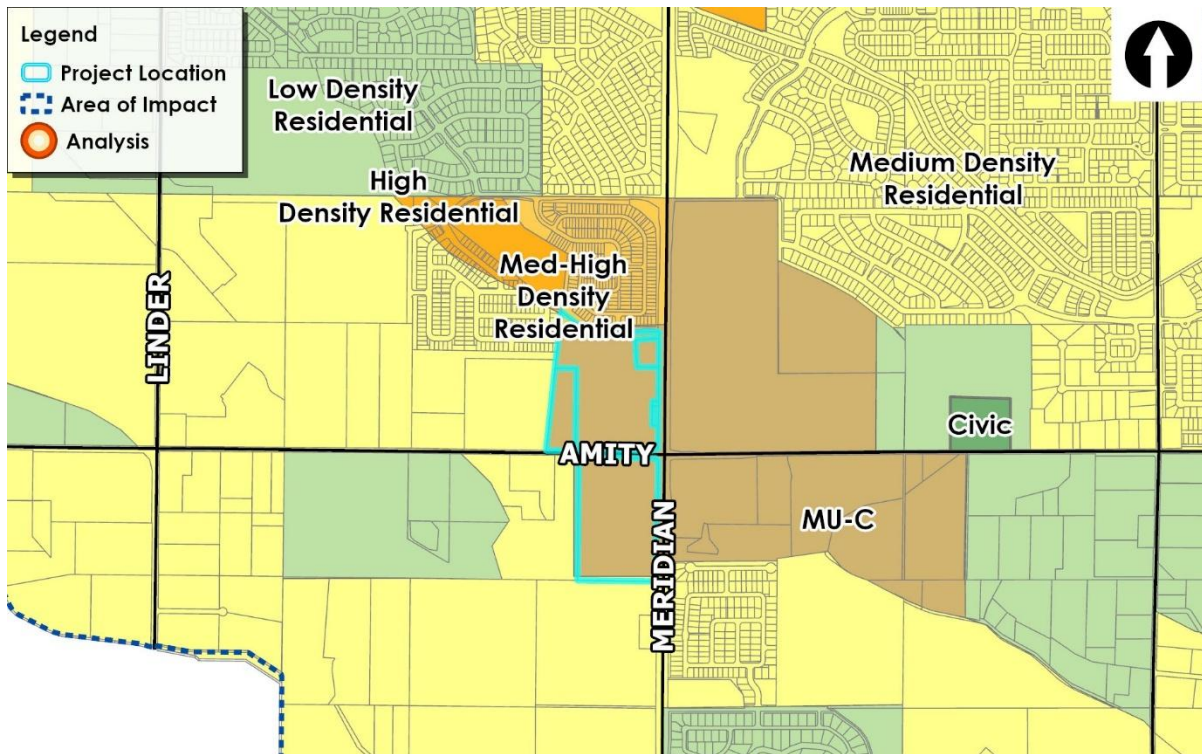 Legend
Project Location
Area of Impact
Analysis
Low Density
Residential
High
Density Residential
Medium Density
Residential
Med-High
Density
Residential
LINDER
AMITY
Civic
MU-C
MERIDIAN